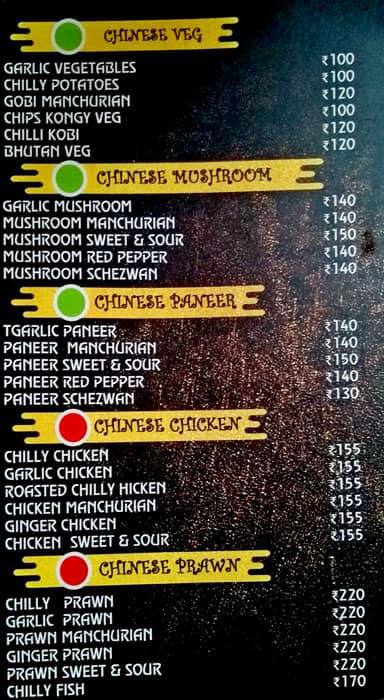 CHINESE VEG
GARLIC VEGETABLES ₹100
CHILLY POTATOES ₹100
GOBI MANCHURIAN ₹120
CHIPS KONGY VEG ₹100
CHILLI KOBI ₹120
BHUTAN VEG ₹120
CHINESE MUSHROOM
GARLIC MUSHROOM ₹140
MUSHROOM MANCHURIAN ₹140
MUSHROOM SWEET & SOUR ₹150
MUSHROOM RED PEPPER ₹140
MUSHROOM SCHEZWAN ₹140
CHINESE PANEER
TGARLIC PANEER ₹140
PANEER MANCHURIAN ₹140
PANEER SWEET & SOUR ₹150
PANEER RED PEPPER ₹140
PANEER SCHEZWAN ₹130
CHINESE CHICKEN
CHILLY CHICKEN ₹155
GARLIC CHICKEN ₹155
ROASTED CHILLY HICKEN ₹155
CHICKEN MANCHURIAN ₹155
GINGER CHICKEN ₹155
CHICKEN SWEET & SOUR ₹155
CHINESE PRAWN
CHILLY PRAWN ₹220
GARLIC PRAWN ₹220
PRAWN MANCHURIAN ₹220
GINGER PRAWN ₹220
PRAWN SWEET & SOUR ₹220
CHILLY FISH ₹170